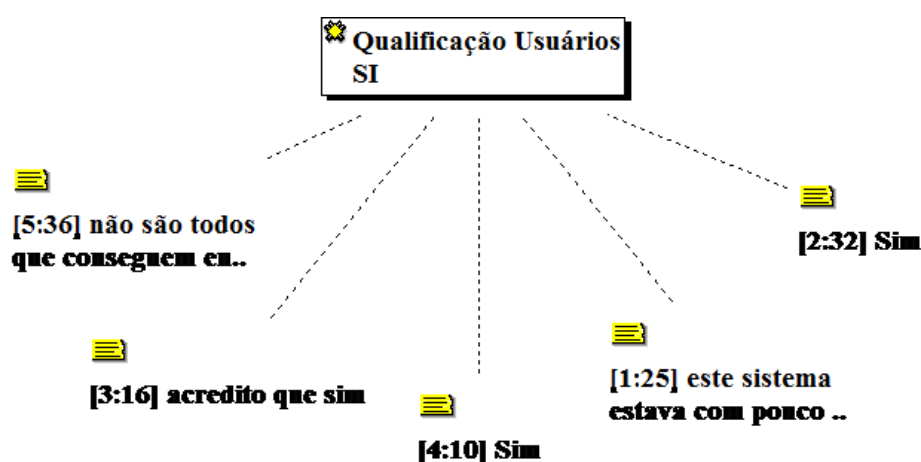 Qualificação Usuários
SI
[5:36] não são todos
que conseguem en..
[2:32] Sim
[3:16] acredito que sim
[1:25] este sistema
estava com pouco ..
[4:10] Sim